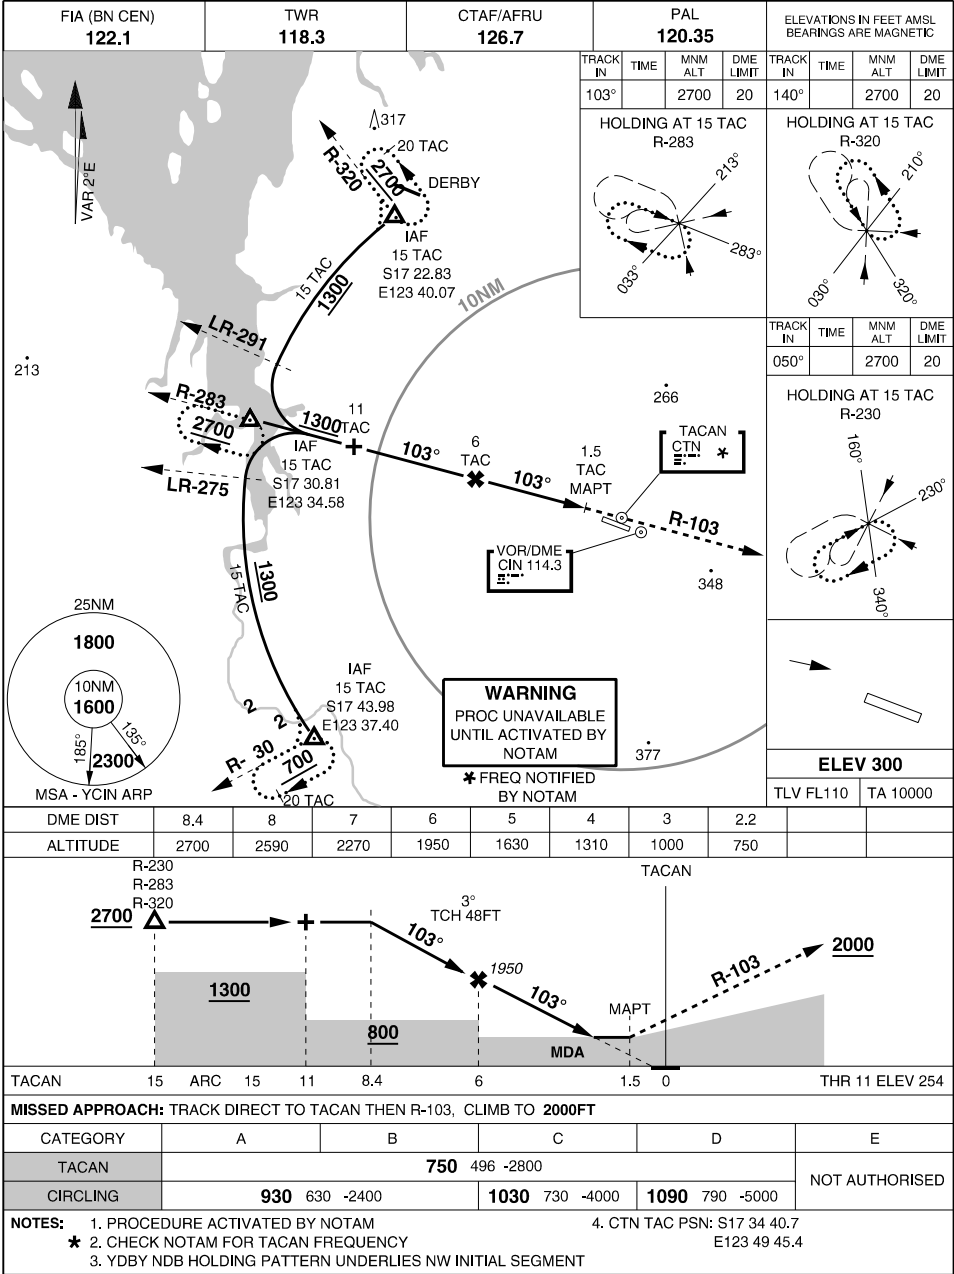 FIA (BN CEN) TWR CTAF/AFRU PAL ELEVATIONS IN FEET AMSL
122.1 118.3 126.7 120.35 BEARINGS ARE MAGNETIC
TRACK IN TIME MNM ALT DME LIMIT
103° 2700 20
HOLDING AT 15 TAC
R-283
213°
283°
033°
TRACK IN TIME MNM ALT DME LIMIT
140° 2700 20
HOLDING AT 15 TAC
R-320
210°
320°
030°
TRACK IN TIME MNM ALT DME LIMIT
050° 2700 20
HOLDING AT 15 TAC
R-230
160°
230°
340°
VAR 2°E
317
20 TAC
R-320
2700
DERBY
IAF
15 TAC
S17 22.83
E123 40.07
15 TAC
1300
10NM
LR-291
213
R-283
2700
1300
11
TAC
IAF
15 TAC
S17 30.81
E123 34.58
LR-275
103°
6
TAC
103°
1.5
TAC
MAPT
266
TACAN
CTN *
R-103
VOR/DME
CIN 114.3
348
15 TAC
1300
25NM
1800
10NM
1600
185°
135°
2300
MSA - YCIN ARP
IAF
15 TAC
S17 43.98
E123 37.40
2
2
R- 30
700
20 TAC
WARNING
PROC UNAVAILABLE
UNTIL ACTIVATED BY
NOTAM
* FREQ NOTIFIED
BY NOTAM
377
ELEV 300
TLV FL110 TA 10000
DME DIST 8.4 8 7 6 5 4 3 2.2
ALTITUDE 2700 2590 2270 1950 1630 1310 1000 750
R-230
R-283
R-320
2700
1300
800
3°
TCH 48FT
103°
1950
103°
MDA
MAPT
TACAN
R-103
2000
TACAN 15 ARC 15 11 8.4 6 1.5 0 THR 11 ELEV 254
MISSED APPROACH: TRACK DIRECT TO TACAN THEN R-103, CLIMB TO 2000FT
CATEGORY A B C D E
TACAN 750 496 -2800 NOT AUTHORISED
CIRCLING 930 630 -2400 1030 730 -4000 1090 790 -5000
NOTES: 1. PROCEDURE ACTIVATED BY NOTAM
* 2. CHECK NOTAM FOR TACAN FREQUENCY
3. YDBY NDB HOLDING PATTERN UNDERLIES NW INITIAL SEGMENT
4. CTN TAC PSN: S17 34 40.7
E123 49 45.4